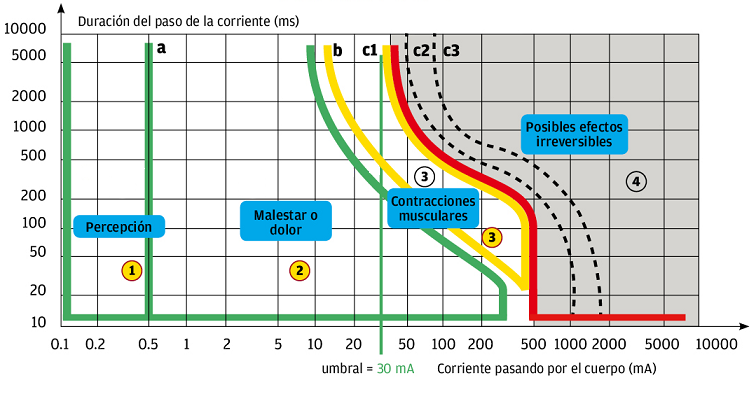 Duración del paso de la corriente (ms)
10000
5000
2000
1000
500
200
100
50
20
10
a
b
c1
c2
c3
Posibles efectos
irreversibles
3
4
Contracciones
musculares
Percepción
Malestar o
dolor
3
1
2
0.1
0.2
0.5
1
2
5
10
20
50
100
200
500
1000
2000
5000
10000
umbral = 30 mA
Corriente pasando por el cuerpo (mA)